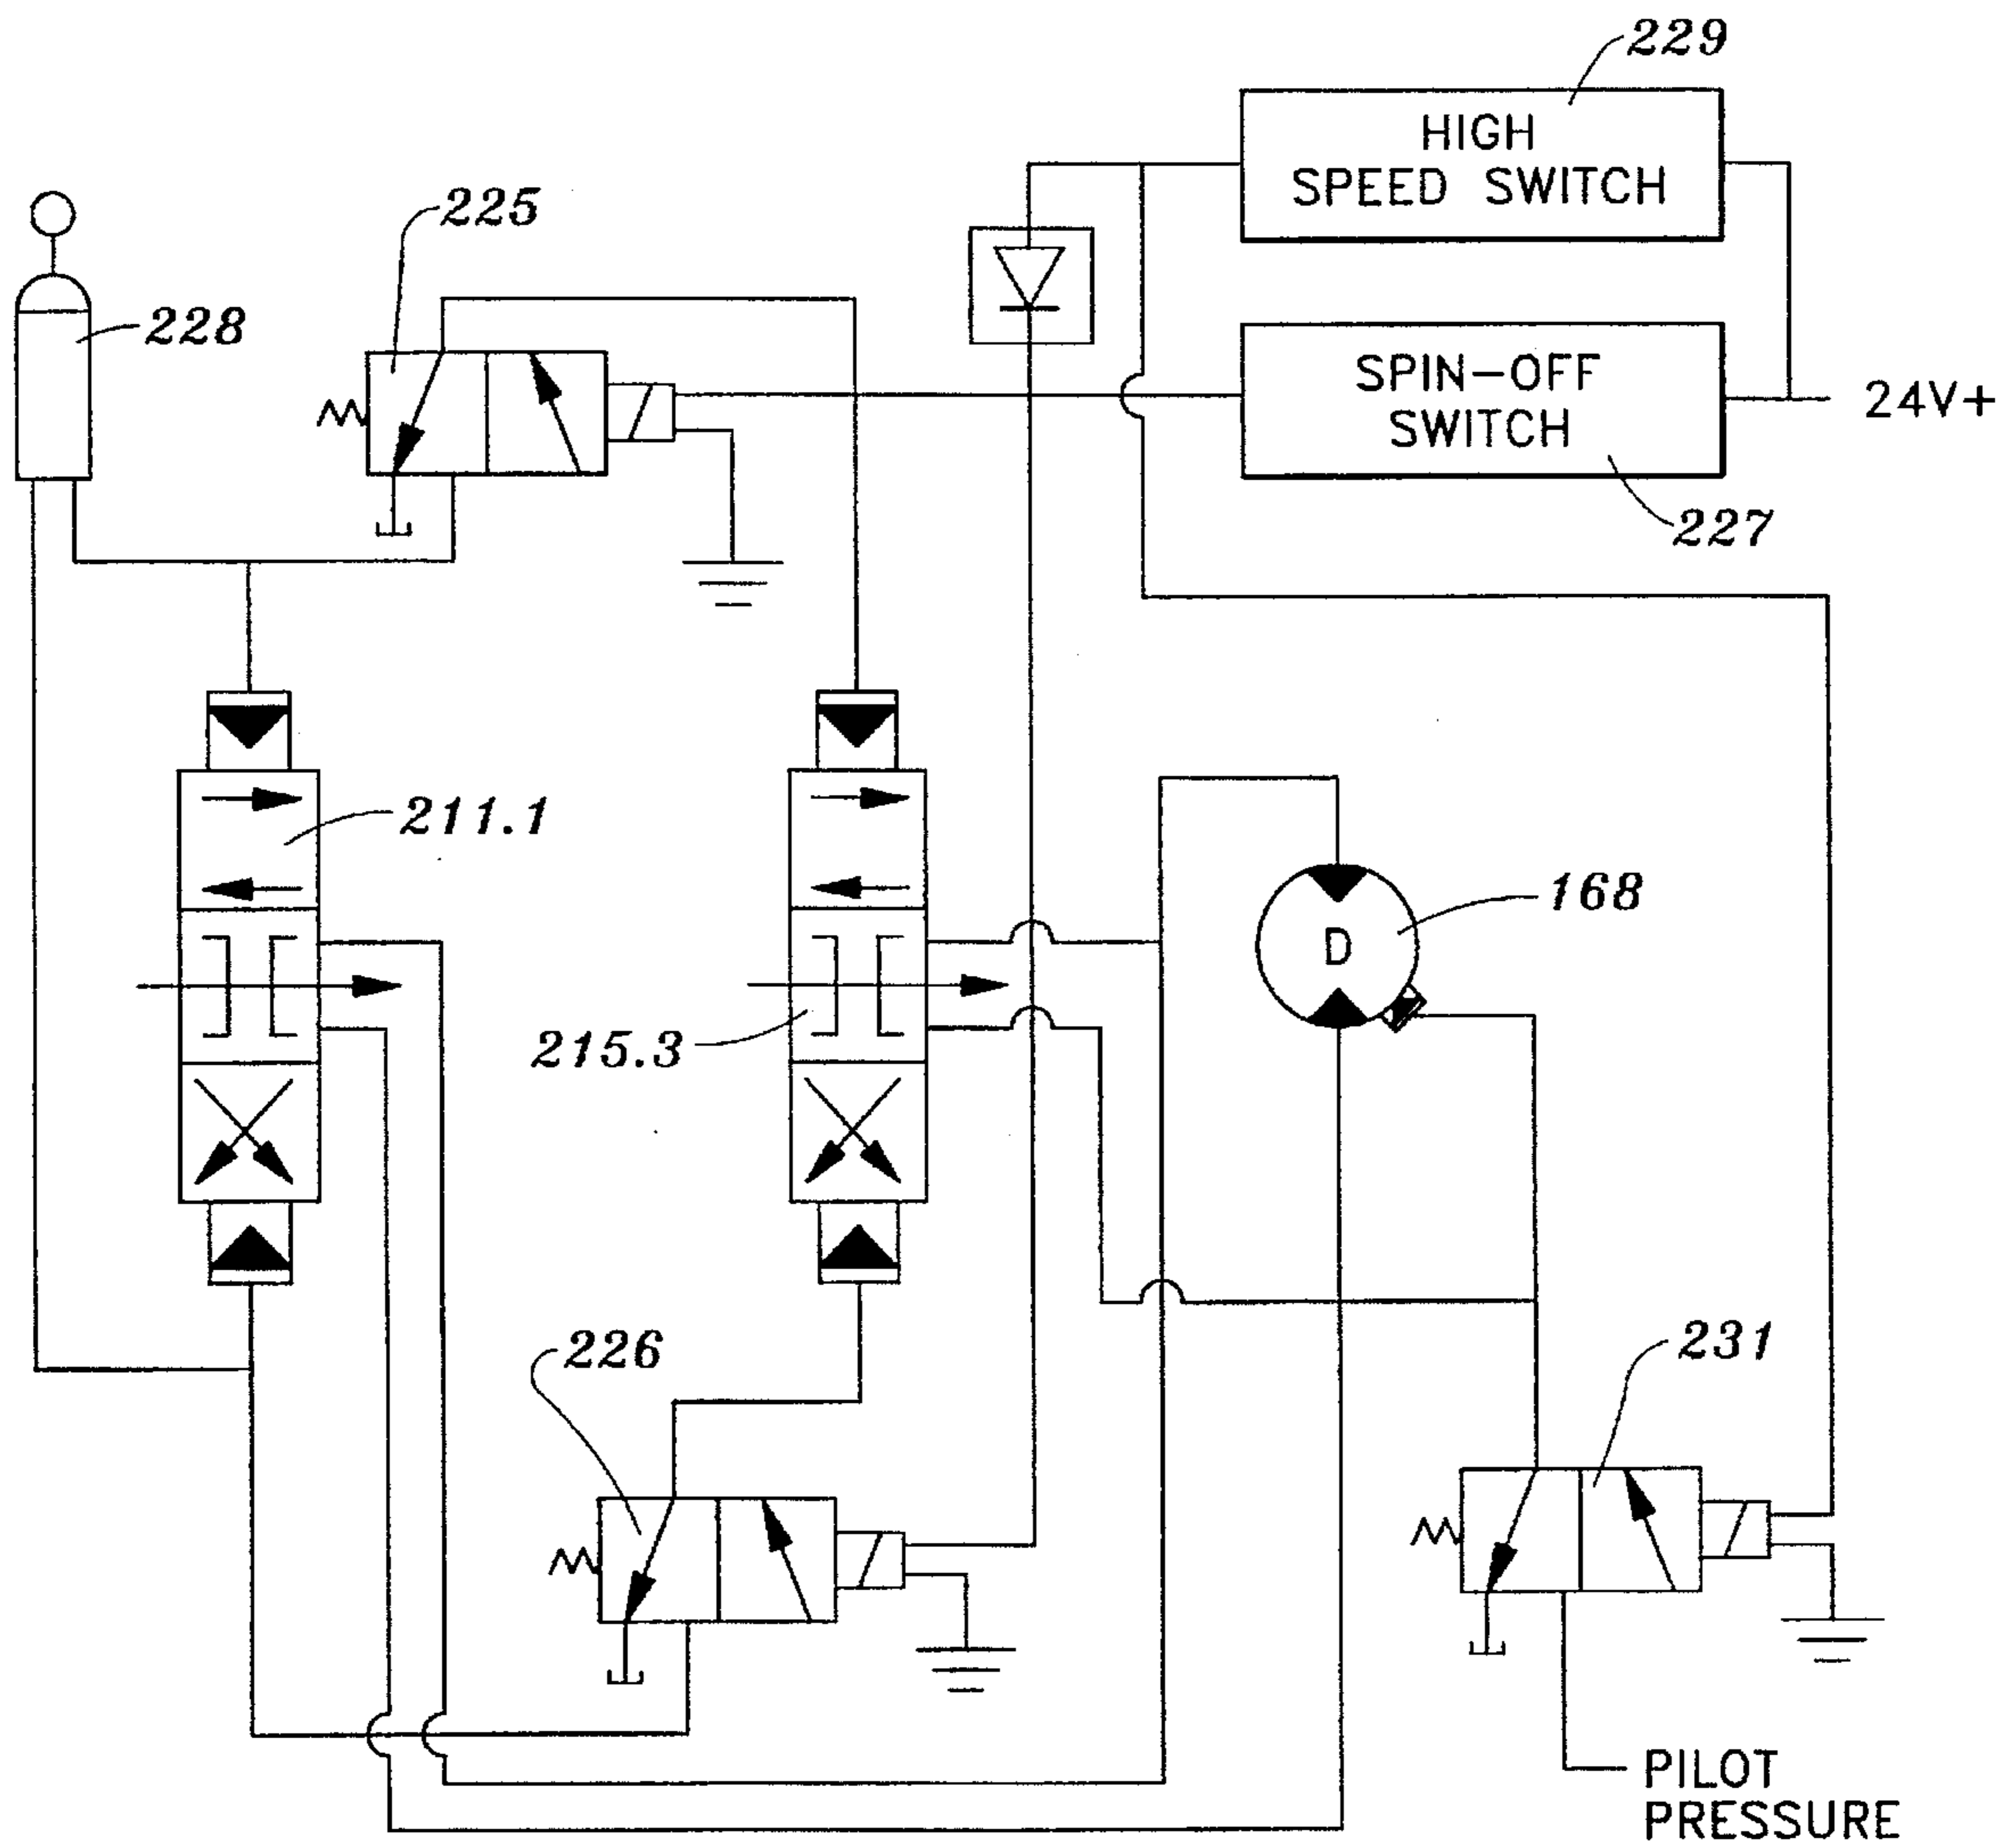 229
HIGH
SPEED SWITCH
225
228
SPIN-OFF
SWITCH
24V+
227
211.1
168
D
215.3
226
231
PILOT
PRESSURE